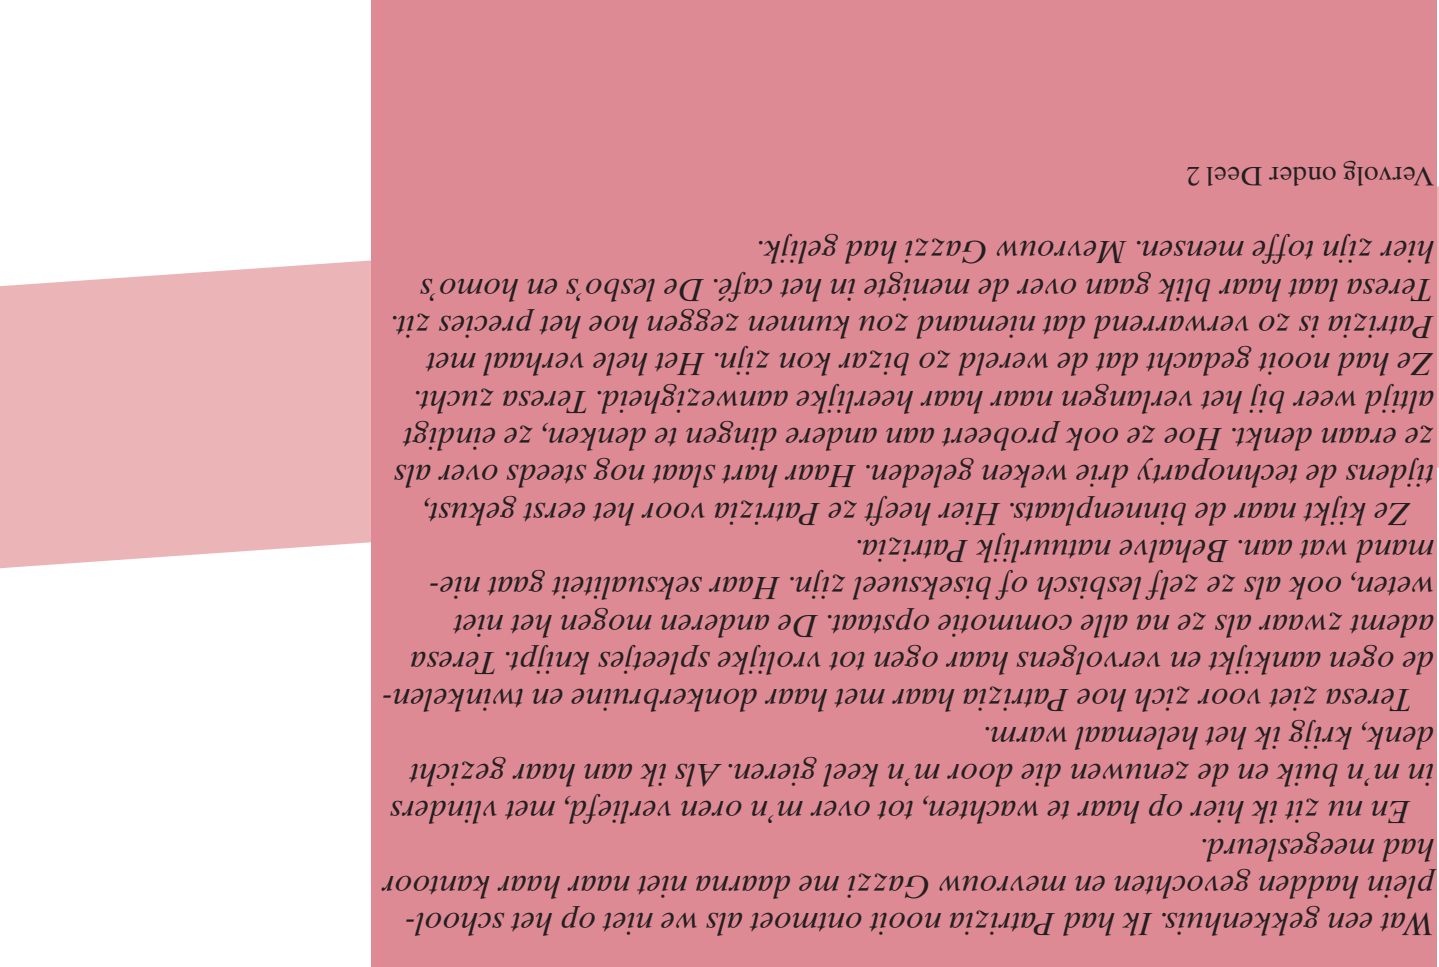 Wat een gekkenhuis. Ik had Patrizia nooit ontmoet als we niet op het school-
plein hadden gevochten en mevrouw Gazzi me daarna niet naar haar kantoor
had meegesleurd.
En nu zit ik hier op haar te wachten, tot over m’n oren verliefd, met vlinders
in m’n buik en de zenuwen die door m’n keel gieren. Als ik aan haar gezicht
denk, krijg ik het helemaal warm.
Teresa ziet voor zich hoe Patrizia haar met haar donkerbruine en twinkelen-
de ogen aankijkt en vervolgens haar ogen tot vrolijke spleetjes knijpt. Teresa
ademt zwaar als ze na alle commotie opstaat. De anderen mogen het niet
weten, ook als ze zelf lesbisch of biseksueel zijn. Haar seksualiteit gaat nie-
mand wat aan. Behalve natuurlijk Patrizia.
Ze kijkt naar de binnenplaats. Hier heeft ze Patrizia voor het eerst gekust,
tijdens de technoparty drie weken geleden. Haar hart slaat nog steeds over als
ze eraan denkt. Hoe ze ook probeert aan andere dingen te denken, ze eindigt
altijd weer bij het verlangen naar haar heerlijke aanwezigheid. Teresa zucht.
Ze had nooit gedacht dat de wereld zo bizar kon zijn. Het hele verhaal met
Patrizia is zo verwarrend dat niemand zou kunnen zeggen hoe het precies zit.
Teresa laat haar blik gaan over de menigte in het café. De lesbo’s en homo’s
hier zijn toffe mensen. Mevrouw Gazzi had gelijk.
Vervolg onder Deel 2